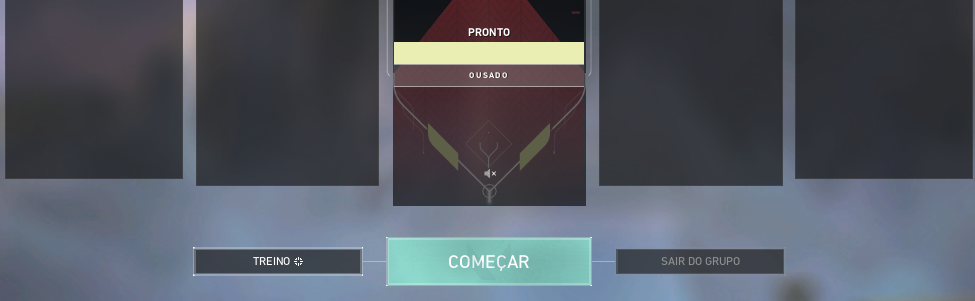 PRONTO
OUSADO
TREINO
COMEÇAR
SAIR DO GRUPO